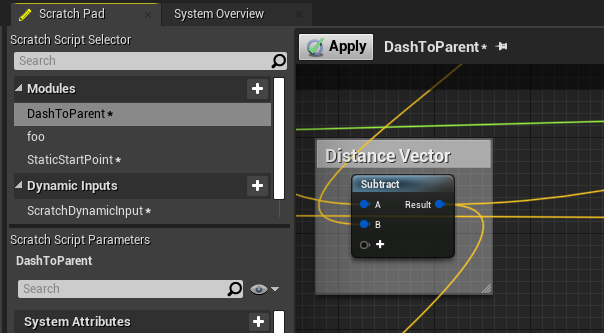 Scratch Pad
System Overview
Scratch Script Selector
Search
Modules
DashToParent*
foo
StaticStartPoint*
Dynamic Inputs
ScratchDynamicInput*
Scratch Script Parameters
DashToParent
Search
System Attributes
Apply
DashToParent*
Distance Vector
Subtract
A Result
B